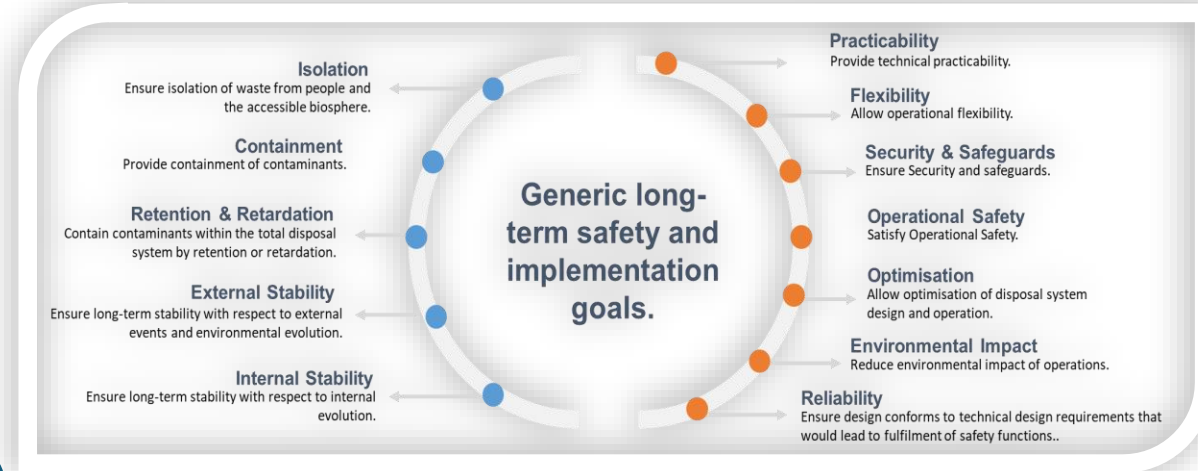 Isolation
Ensure isolation of waste from people and
the accessible biosphere.
Containment
Provide containment of contaminants.
Retention & Retardation
Contain contaminants within the total disposal
system by retention or retardation.
External Stability
Ensure long-term stability with respect to external
events and environmental evolution.
Internal Stability
Ensure long-term stability with respect to internal
evolution.
Generic long-
term safety and
implementation
goals.
Practicability
Provide technical practicability.
Flexibility
Allow operational flexibility.
Security & Safeguards
Ensure Security and safeguards.
Operational Safety
Satisfy Operational Safety.
Optimisation
Allow optimisation of disposal system
design and operation.
Environmental Impact
Reduce environmental impact of operations.
Reliability
Ensure design conforms to technical design requirements that
would lead to fulfilment of safety functions..